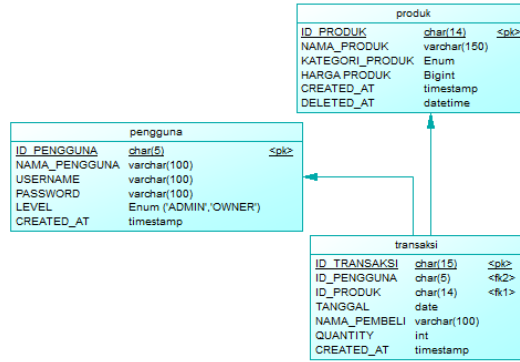 produk
ID_PRODUK char(14) <pk>
NAMA_PRODUK varchar(150)
KATEGORI_PRODUK Enum
HARGA PRODUK Bigint
CREATED_AT timestamp
DELETED_AT datetime
pengguna
ID_PENGGUNA char(5) <pk>
NAMA_PENGGUNA varchar(100)
USERNAME varchar(100)
PASSWORD varchar(100)
LEVEL Enum ('ADMIN','OWNER')
CREATED_AT timestamp
transaksi
ID_TRANSAKSI char(15) <pk>
ID_PENGGUNA char(5) <fk2>
ID_PRODUK char(14) <fk1>
TANGGAL date
NAMA_PEMBELI varchar(100)
QUANTITY int
CREATED_AT timestamp